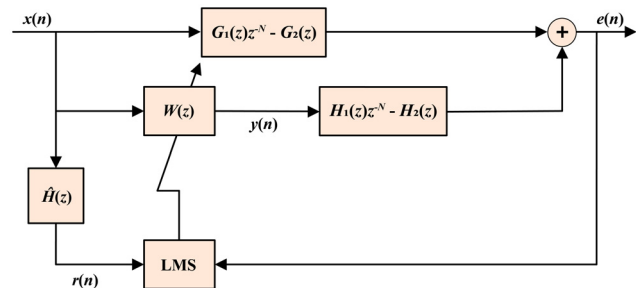 x(n)
G₁(z)z⁻ᴺ - G₂(z)
+
e(n)
W(z)
y(n)
H₁(z)z⁻ᴺ - H₂(z)
Ĥ(z)
r(n)
LMS